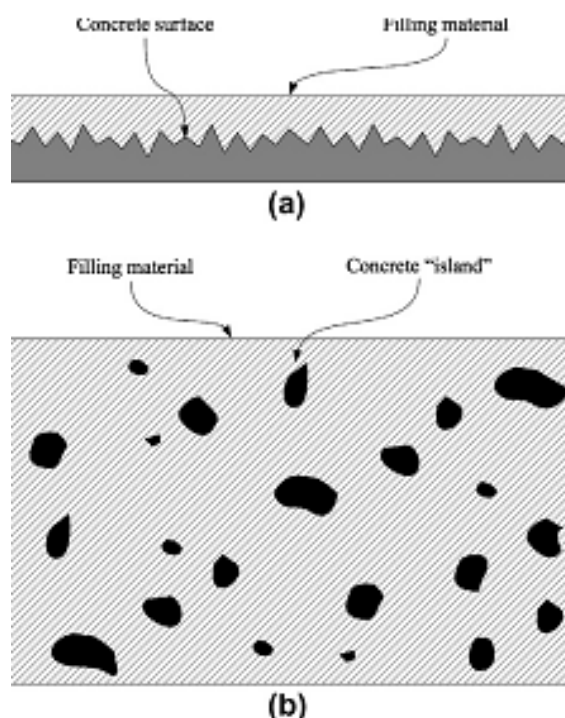 Concrete surface
Filling material
(a)
Filling material
Concrete “island”
(b)